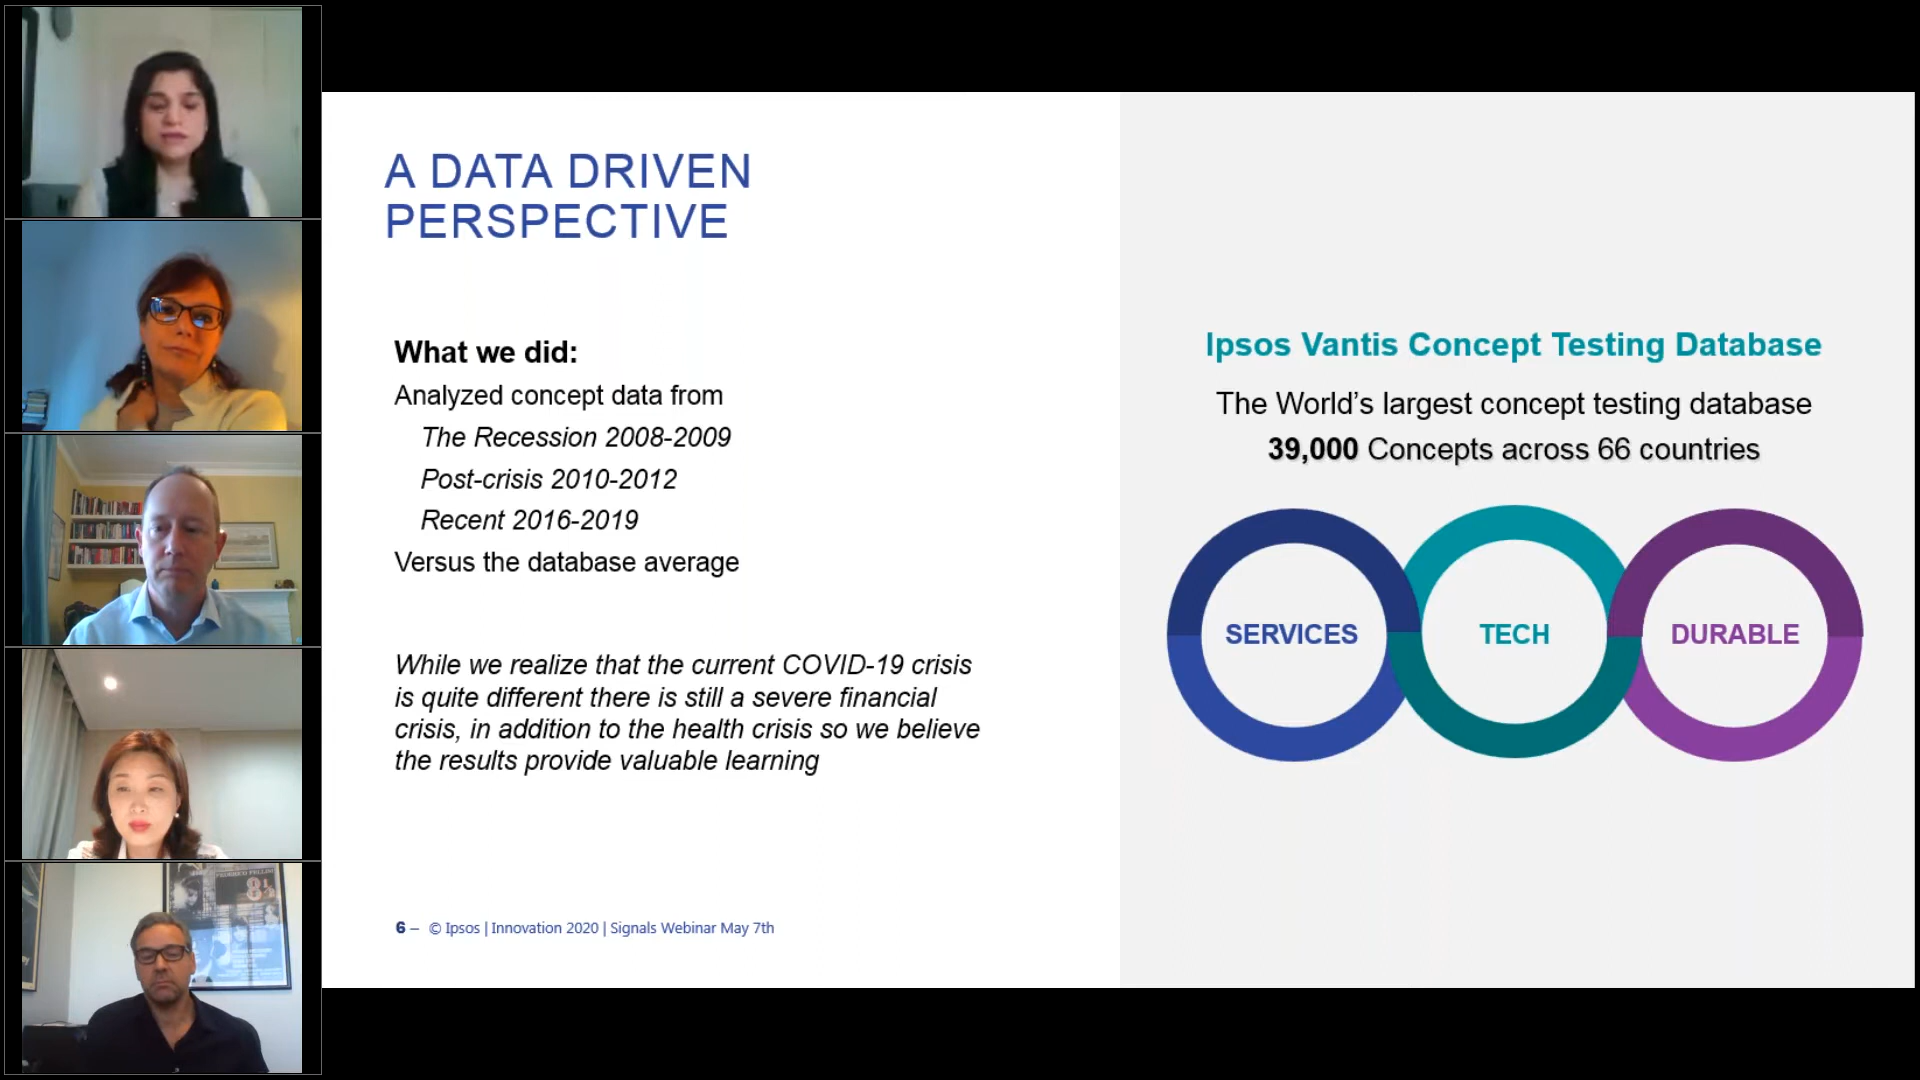 A DATA DRIVEN
PERSPECTIVE
What we did:
Analyzed concept data from
The Recession 2008-2009
Post-crisis 2010-2012
Recent 2016-2019
Versus the database average
While we realize that the current COVID-19 crisis
is quite different there is still a severe financial
crisis, in addition to the health crisis so we believe
the results provide valuable learning
6 – © Ipsos | Innovation 2020 | Signals Webinar May 7th
Ipsos Vantis Concept Testing Database
The World’s largest concept testing database
39,000 Concepts across 66 countries
SERVICES
TECH
DURABLE
FEDERICO FELLINI
8½